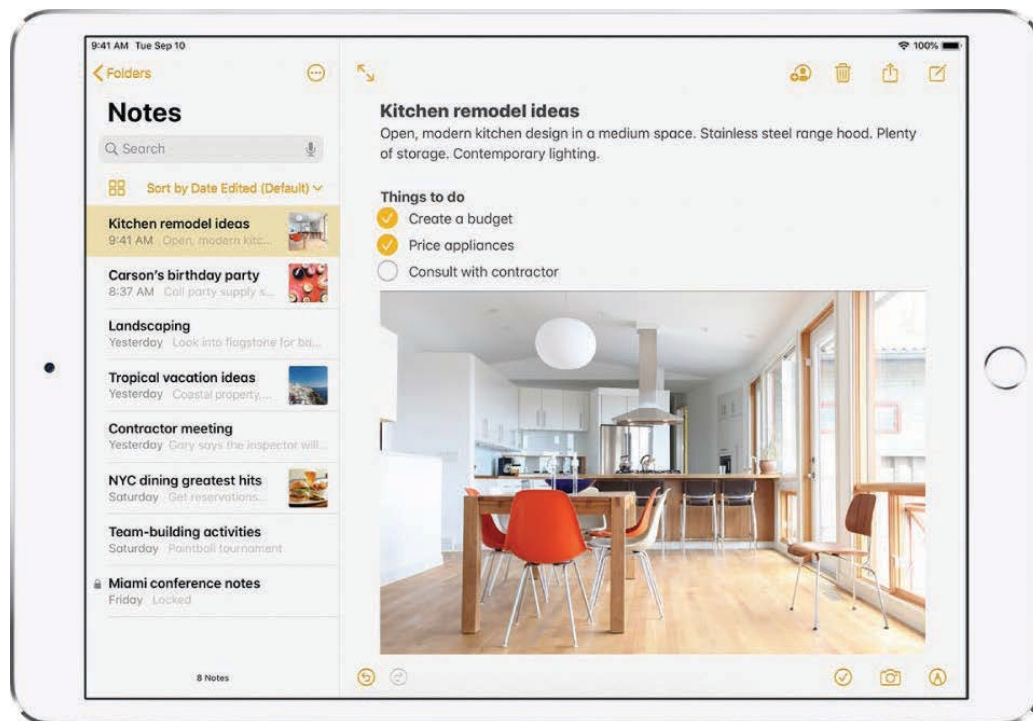 9:41 AM Tue Sep 10
100%
Folders
Notes
Search
Sort by Date Edited (Default)
Kitchen remodel ideas
9:41 AM Open, modern kitc...
Carson's birthday party
8:37 AM Call party supply s...
Landscaping
Yesterday Look into flagstone for ba...
Tropical vacation ideas
Yesterday Coastal property,...
Contractor meeting
Yesterday Gary says the inspector will...
NYC dining greatest hits
Saturday Get reservations...
Team-building activities
Saturday Paintball tournament
Miami conference notes
Friday Locked
8 Notes
Kitchen remodel ideas
Open, modern kitchen design in a medium space. Stainless steel range hood. Plenty
of storage. Contemporary lighting.
Things to do
Create a budget
Price appliances
Consult with contractor